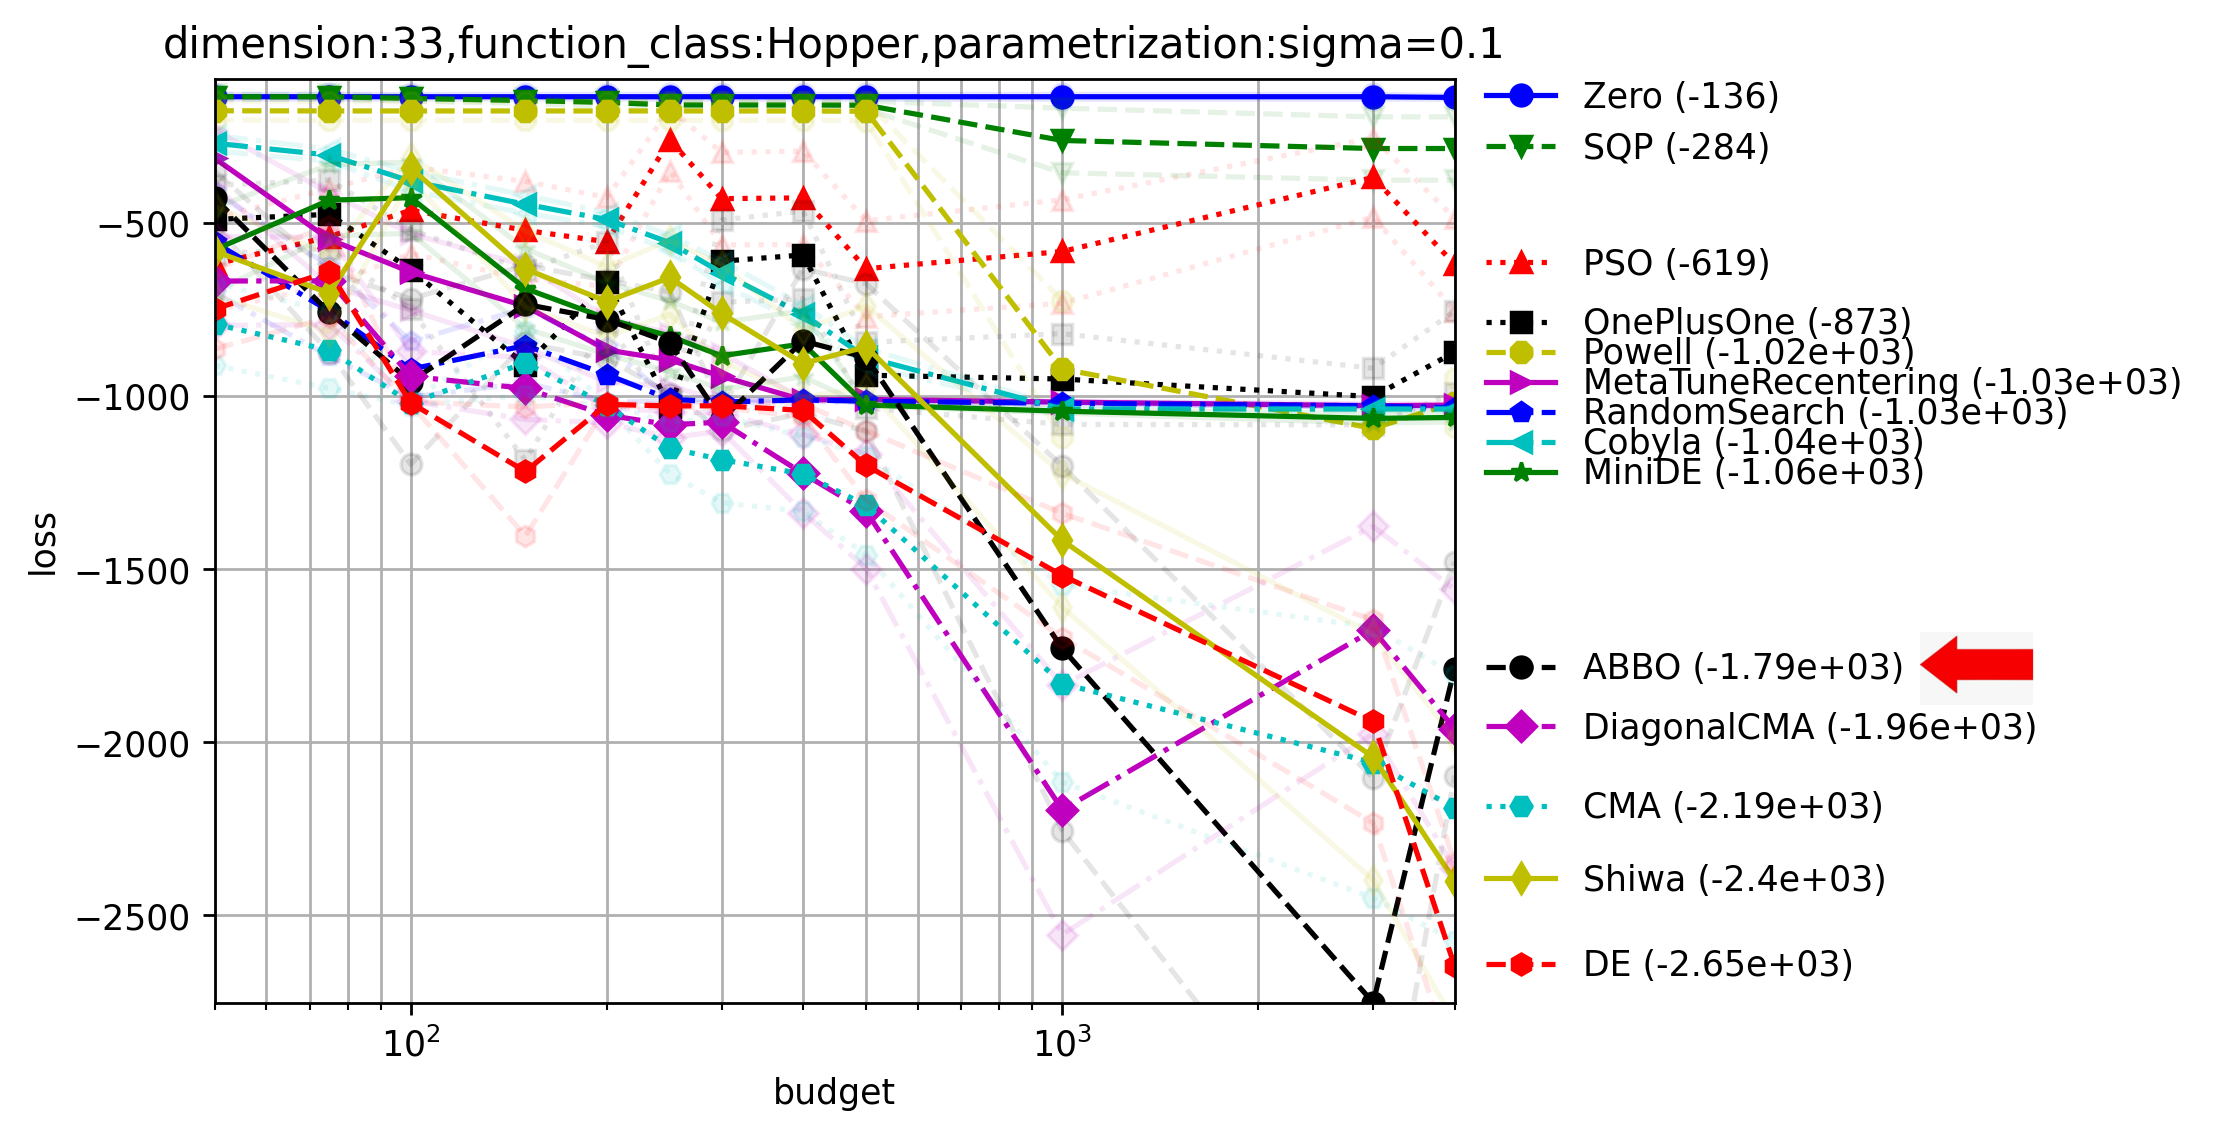 dimension:33,function_class:Hopper,parametrization:sigma=0.1
Zero (-136)
SQP (-284)
PSO (-619)
OnePlusOne (-873)
Powell (-1.02e+03)
MetaTuneRecentering (-1.03e+03)
RandomSearch (-1.03e+03)
Cobyla (-1.04e+03)
MiniDE (-1.06e+03)
ABBO (-1.79e+03)
DiagonalCMA (-1.96e+03)
CMA (-2.19e+03)
Shiwa (-2.4e+03)
DE (-2.65e+03)
−500
−1000
−1500
−2000
−2500
loss
10²
10³
budget